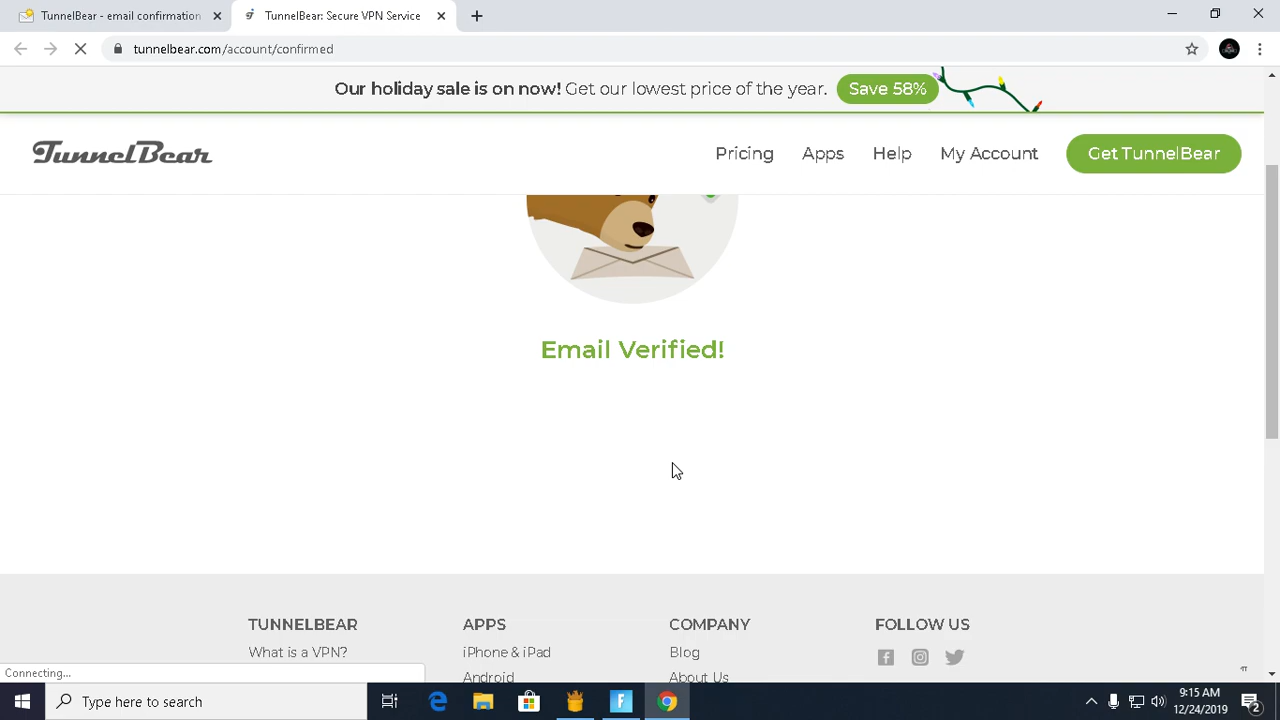 TunnelBear - email confirmation
TunnelBear: Secure VPN Service
tunnelbear.com/account/confirmed
Our holiday sale is on now! Get our lowest price of the year. Save 58%
TunnelBear
Pricing Apps Help My Account Get TunnelBear
Email Verified!
TUNNELBEAR APPS COMPANY FOLLOW US
What is a VPN? iPhone & iPad Blog
Android About Us
Connecting...
Type here to search
9:15 AM
12/24/2019
2